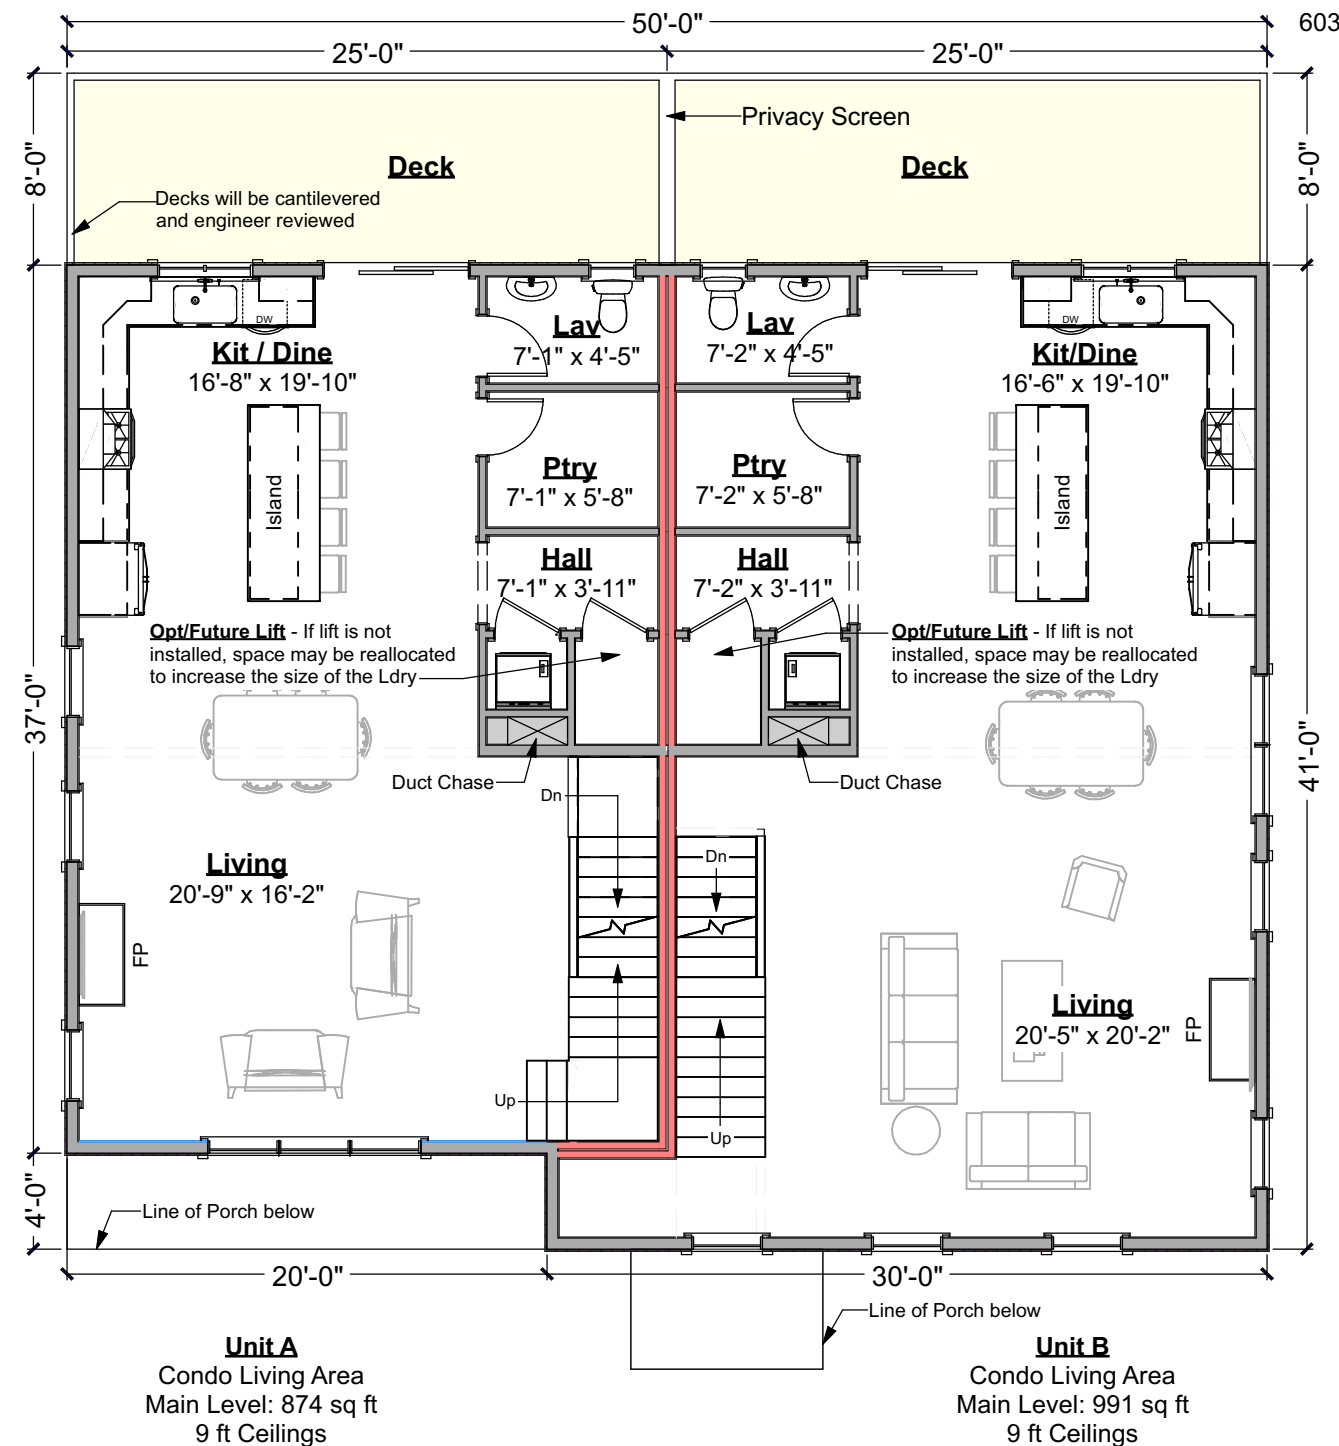 50'-0"
603
25'-0"
25'-0"
Privacy Screen
Deck
Deck
8'-0"
8'-0"
Decks will be cantilevered
and engineer reviewed
DW
DW
Lav
7'-1" x 4'-5"
Lav
7'-2" x 4'-5"
Kit / Dine
16'-8" x 19'-10"
Kit/Dine
16'-6" x 19'-10"
Island
Island
Ptry
7'-1" x 5'-8"
Ptry
7'-2" x 5'-8"
Hall
7'-1" x 3'-11"
Hall
7'-2" x 3'-11"
Opt/Future Lift - If lift is not
installed, space may be reallocated
to increase the size of the Ldry
Opt/Future Lift - If lift is not
installed, space may be reallocated
to increase the size of the Ldry
37'-0"
41'-0"
Duct Chase
Duct Chase
Dn
Dn
Living
20'-9" x 16'-2"
FP
Living
20'-5" x 20'-2"
FP
Up
Up
4'-0"
Line of Porch below
20'-0"
30'-0"
Line of Porch below
Unit A
Condo Living Area
Main Level: 874 sq ft
9 ft Ceilings
Unit B
Condo Living Area
Main Level: 991 sq ft
9 ft Ceilings